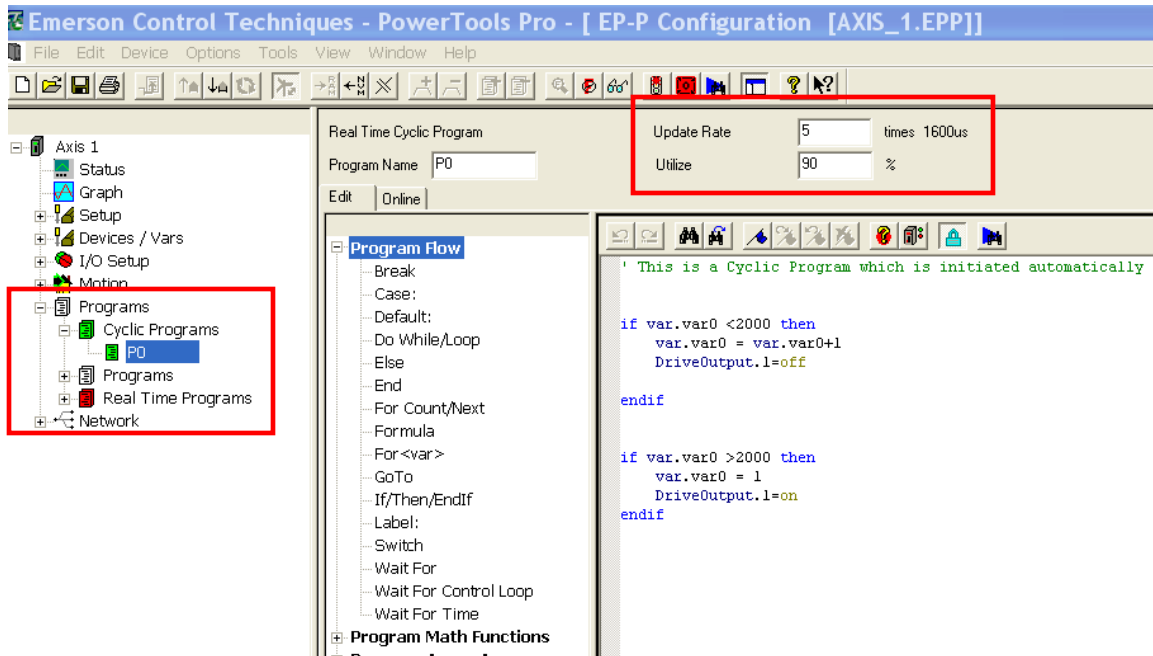 Emerson Control Techniques - PowerTools Pro - [ EP-P Configuration [AXIS_1.EPP]]
File Edit Device Options Tools View Window Help
Axis 1
Status
Graph
Setup
Devices / Vars
I/O Setup
Motion
Programs
Cyclic Programs
P0
Programs
Real Time Programs
Network
Real Time Cyclic Program
Program Name P0
Update Rate 5 times 1600us
Utilize 90 %
Edit Online
Program Flow
Break
Case:
Default:
Do While/Loop
Else
End
For Count/Next
Formula
For<var>
GoTo
If/Then/EndIf
Label:
Switch
Wait For
Wait For Control Loop
Wait For Time
Program Math Functions
' This is a Cyclic Program which is initiated automatically
if var.var0 <2000 then
var.var0 = var.var0+1
DriveOutput.1=off
endif
if var.var0 >2000 then
var.var0 = 1
DriveOutput.1=on
endif